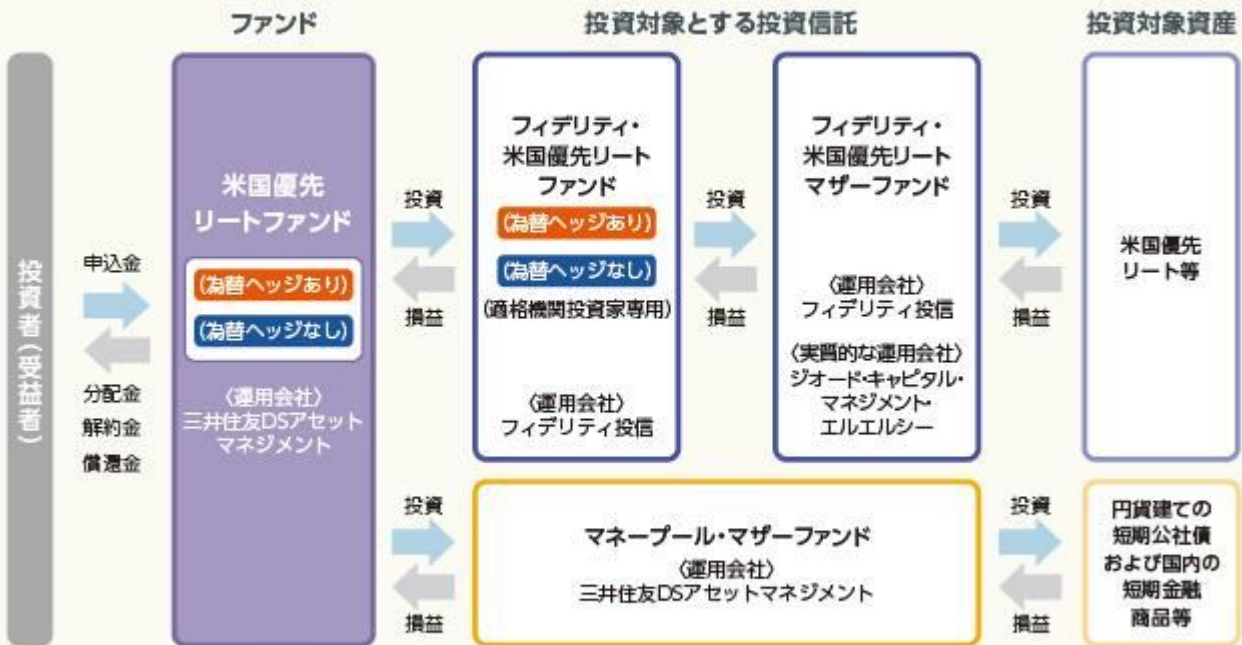 ファンド
投資対象とする投資信託
投資対象資産
投資者(受益者)
申込金
分配金
解約金
償還金
米国優先
リートファンド
(為替ヘッジあり)
(為替ヘッジなし)
〈運用会社〉
三井住友DSアセット
マネジメント
投資
損益
フィデリティ・
米国優先リート
ファンド
(為替ヘッジあり)
(為替ヘッジなし)
(適格機関投資家専用)
〈運用会社〉
フィデリティ投信
投資
損益
フィデリティ・
米国優先リート
マザーファンド
〈運用会社〉
フィデリティ投信
〈実質的な運用会社〉
ジオード・キャピタル・
マネジメント・
エルエルシー
投資
損益
米国優先
リート等
投資
損益
マネープール・マザーファンド
〈運用会社〉
三井住友DSアセットマネジメント
投資
損益
円貨建ての
短期公社債
および国内の
短期金融
商品等